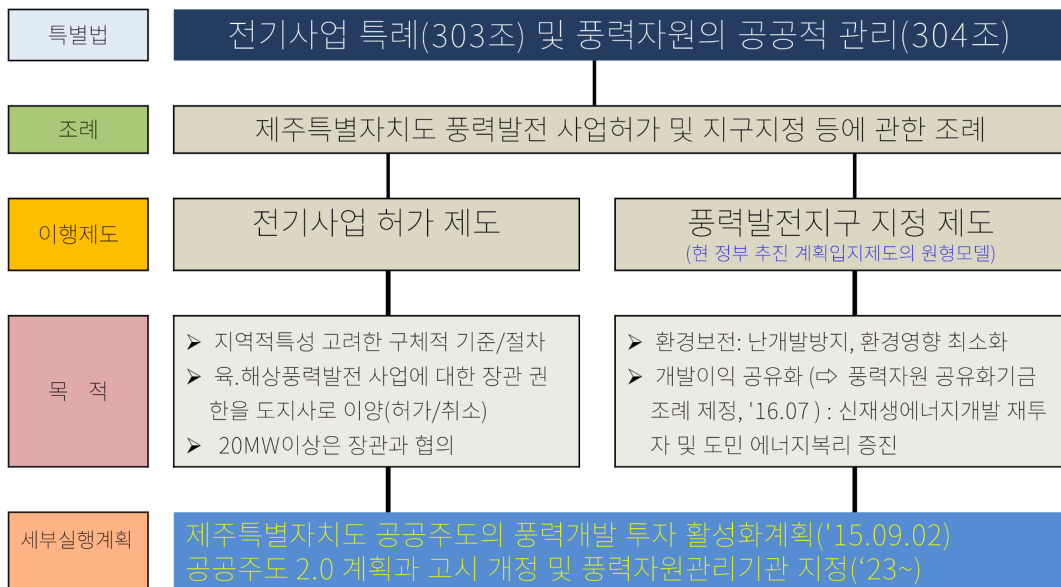 특별법
전기사업 특례(303조) 및 풍력자원의 공공적 관리(304조)
조례
제주특별자치도 풍력발전 사업허가 및 지구지정 등에 관한 조례
이행제도
전기사업 허가 제도
풍력발전지구 지정 제도
(현 정부 추진 계획입지제도의 원형모델)
목 적
➢ 지역적특성 고려한 구체적 기준/절차
➢ 육.해상풍력발전 사업에 대한 장관 권
한을 도지사로 이양(허가/취소)
➢ 20MW이상은 장관과 협의
➢ 환경보전: 난개발방지, 환경영향 최소화
➢ 개발이익 공유화 (⇨ 풍력자원 공유화기금
조례 제정, '16.07 ) : 신재생에너지개발 재투
자 및 도민 에너지복리 증진
세부실행계획
제주특별자치도 공공주도의 풍력개발 투자 활성화계획('15.09.02)
공공주도 2.0 계획과 고시 개정 및 풍력자원관리기관 지정(‘23~)